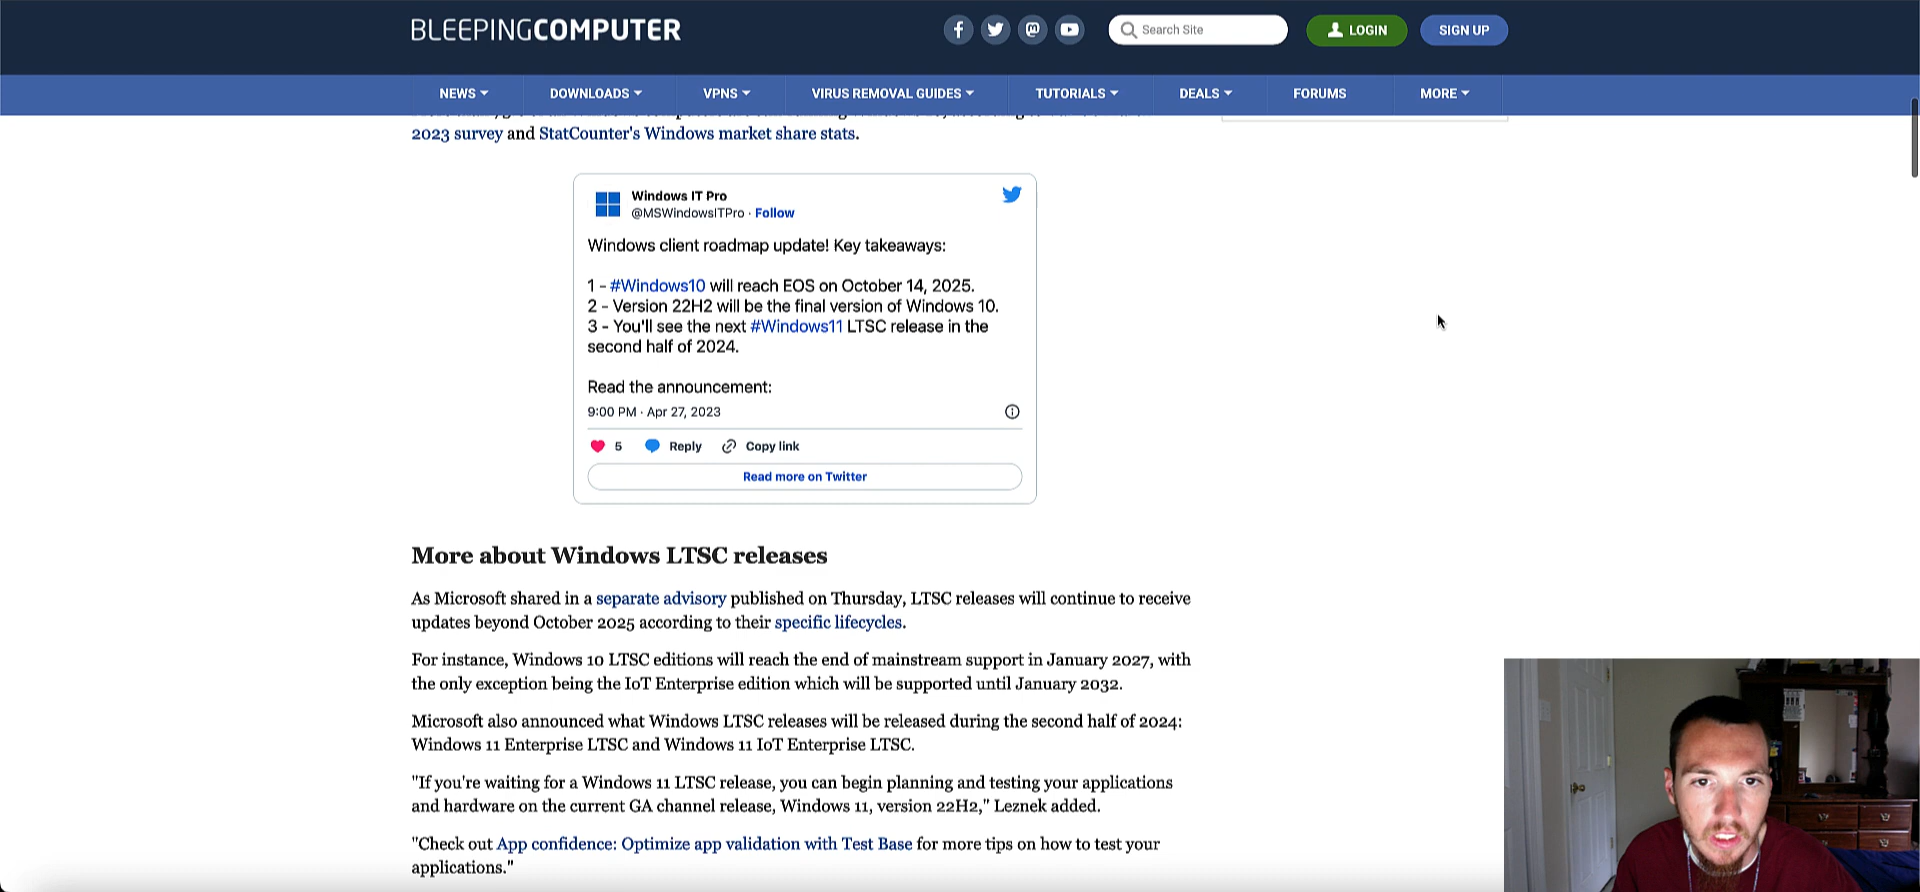 BLEEPINGCOMPUTER
Search Site
LOGIN
SIGN UP
NEWS
DOWNLOADS
VPNS
VIRUS REMOVAL GUIDES
TUTORIALS
DEALS
FORUMS
MORE
2023 survey and StatCounter's Windows market share stats.
Windows IT Pro
@MSWindowsITPro · Follow
Windows client roadmap update! Key takeaways:
1 - #Windows10 will reach EOS on October 14, 2025.
2 - Version 22H2 will be the final version of Windows 10.
3 - You'll see the next #Windows11 LTSC release in the
second half of 2024.
Read the announcement:
9:00 PM · Apr 27, 2023
5 Reply Copy link
Read more on Twitter
More about Windows LTSC releases
As Microsoft shared in a separate advisory published on Thursday, LTSC releases will continue to receive
updates beyond October 2025 according to their specific lifecycles.
For instance, Windows 10 LTSC editions will reach the end of mainstream support in January 2027, with
the only exception being the IoT Enterprise edition which will be supported until January 2032.
Microsoft also announced what Windows LTSC releases will be released during the second half of 2024:
Windows 11 Enterprise LTSC and Windows 11 IoT Enterprise LTSC.
"If you're waiting for a Windows 11 LTSC release, you can begin planning and testing your applications
and hardware on the current GA channel release, Windows 11, version 22H2," Leznek added.
"Check out App confidence: Optimize app validation with Test Base for more tips on how to test your
applications."